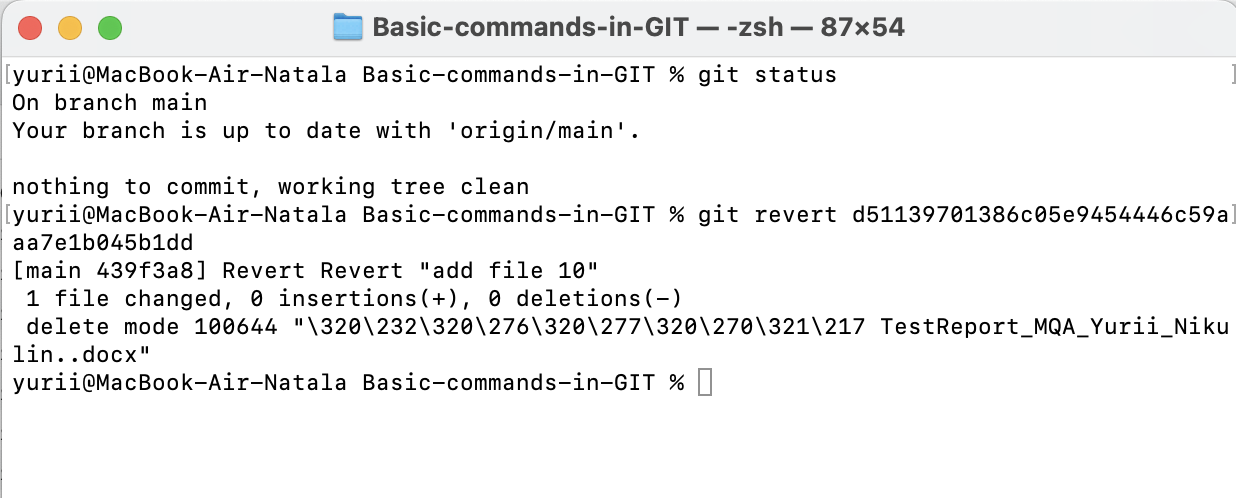 Basic-commands-in-GIT — -zsh — 87×54
[yurii@MacBook-Air-Natala Basic-commands-in-GIT % git status ]
On branch main
Your branch is up to date with 'origin/main'.
nothing to commit, working tree clean
[yurii@MacBook-Air-Natala Basic-commands-in-GIT % git revert d51139701386c05e9454446c59a]
aa7e1b045b1dd
[main 439f3a8] Revert Revert "add file 10"
 1 file changed, 0 insertions(+), 0 deletions(-)
 delete mode 100644 "\320\232\320\276\320\277\320\270\321\217 TestReport_MQA_Yurii_Niku
lin..docx"
yurii@MacBook-Air-Natala Basic-commands-in-GIT %